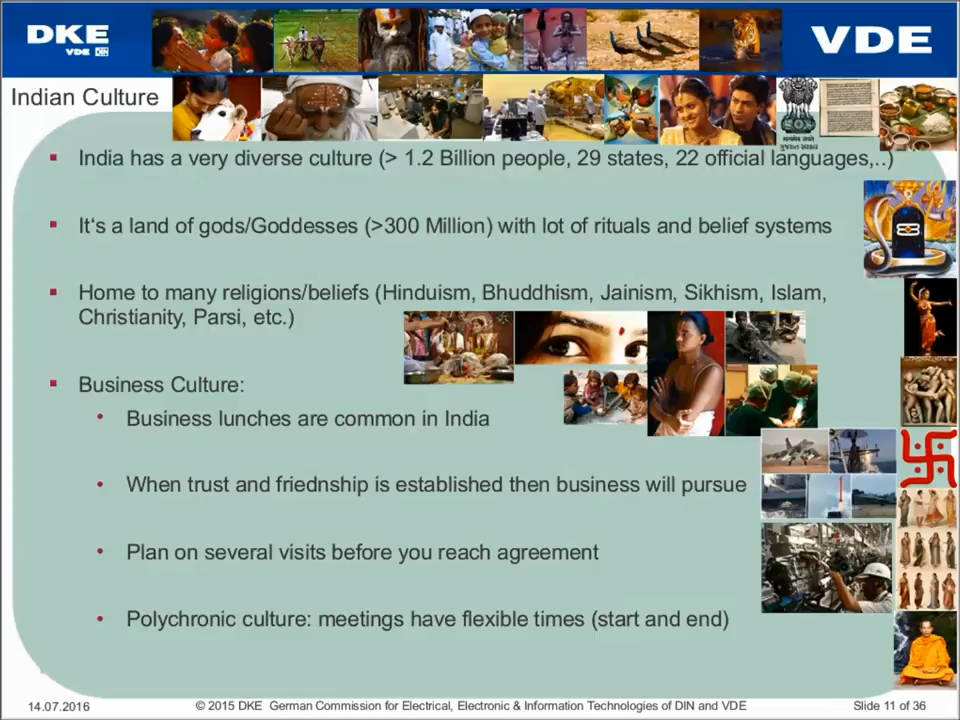 DKE
VDE DIN
VDE
Indian Culture
▪ India has a very diverse culture (> 1.2 Billion people, 29 states, 22 official languages,..)
▪ It‘s a land of gods/Goddesses (>300 Million) with lot of rituals and belief systems
▪ Home to many religions/beliefs (Hinduism, Bhuddhism, Jainism, Sikhism, Islam,
Christianity, Parsi, etc.)
▪ Business Culture:
• Business lunches are common in India
• When trust and friednship is established then business will pursue
• Plan on several visits before you reach agreement
• Polychronic culture: meetings have flexible times (start and end)
14.07.2016
© 2015 DKE German Commission for Electrical, Electronic & Information Technologies of DIN and VDE
Slide 11 of 36